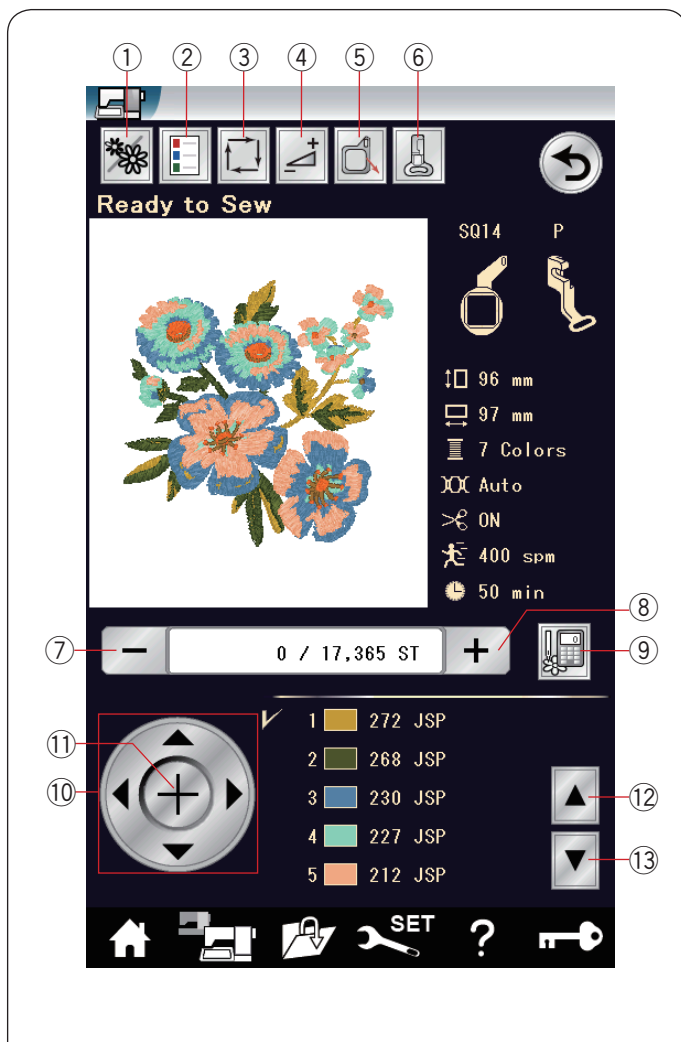 ① ② ③ ④ ⑤ ⑥
Ready to Sew
SQ14 P
96 mm
97 mm
7 Colors
Auto
ON
400 spm
50 min
⑦ − 0 / 17,365 ST + ⑧
⑨
1 272 JSP
2 268 JSP
3 230 JSP
4 227 JSP
5 212 JSP
⑪
⑩
⑫
⑬
SET
?